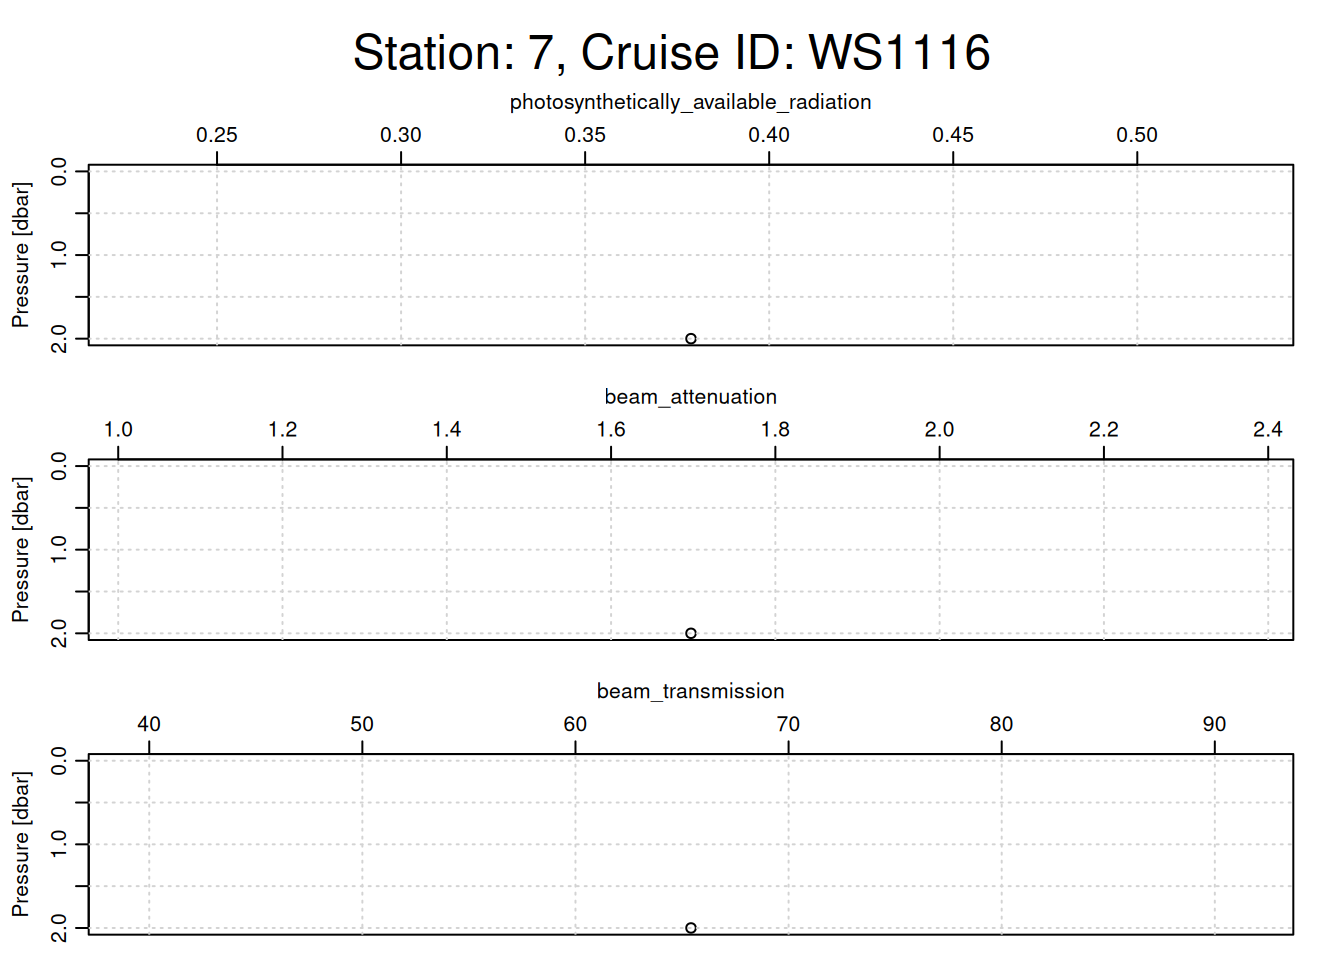 Station: 7, Cruise ID: WS1116
photosynthetically_available_radiation
0.25 0.30 0.35 0.40 0.45 0.50
Pressure [dbar]
0.0
1.0
2.0
beam_attenuation
1.0 1.2 1.4 1.6 1.8 2.0 2.2 2.4
Pressure [dbar]
0.0
1.0
2.0
beam_transmission
40 50 60 70 80 90
Pressure [dbar]
0.0
1.0
2.0